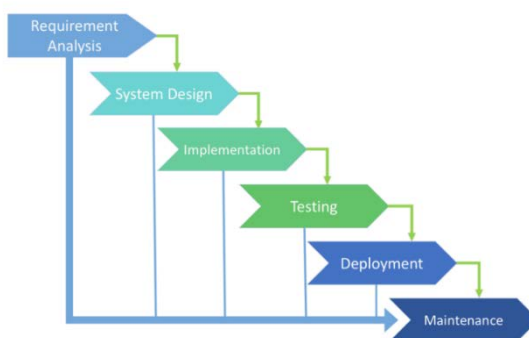 Requirement
Analysis
System Design
Implementation
Testing
Deployment
Maintenance